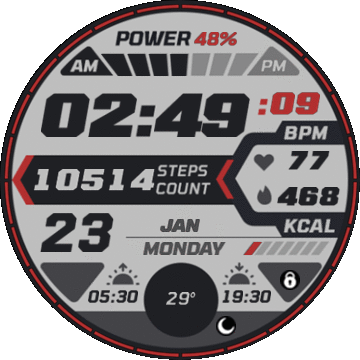 POWER 48%
AM PM
02:49 :09
BPM
77
10514 STEPS COUNT
468
KCAL
23 JAN
MONDAY
05:30 29° 19:30